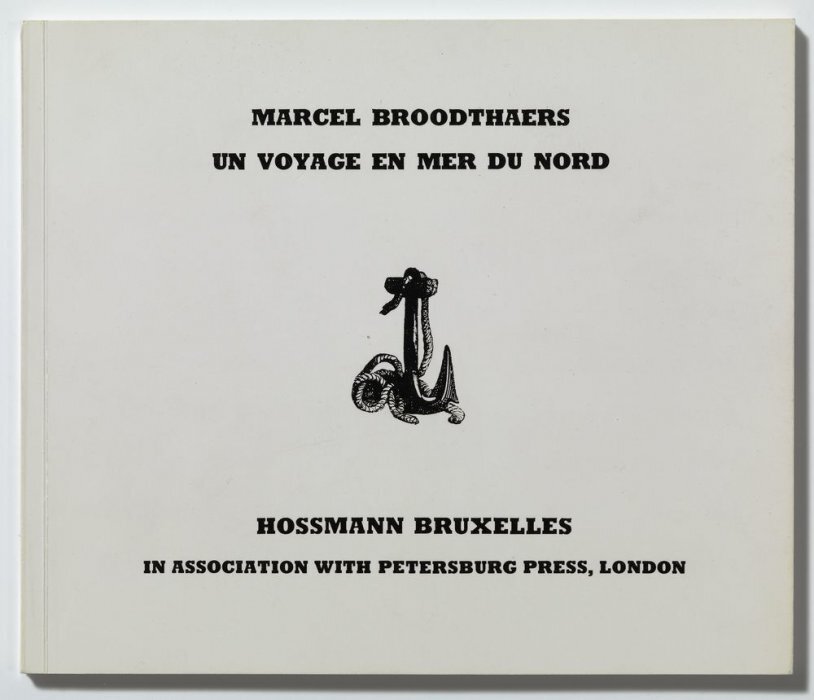 MARCEL BROODTHAERS
UN VOYAGE EN MER DU NORD
HOSSMANN BRUXELLES
IN ASSOCIATION WITH PETERSBURG PRESS, LONDON